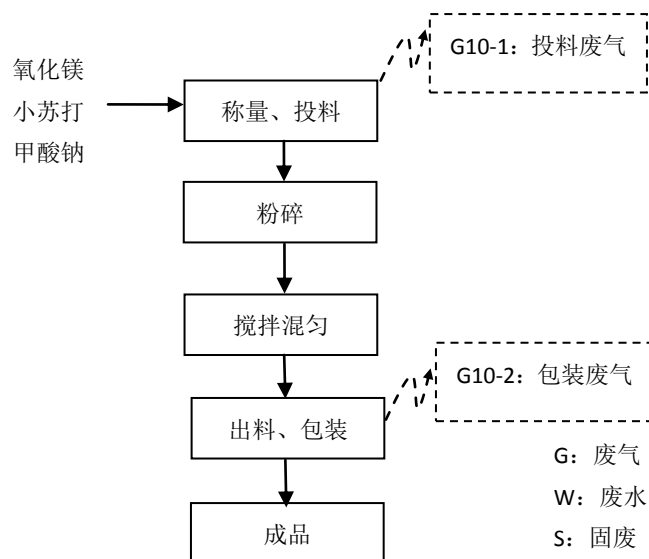 G10-1：投料废气
氧化镁
小苏打
甲酸钠
称量、投料
粉碎
搅拌混匀
G10-2：包装废气
出料、包装
G：废气
W：废水
S：固废
成品